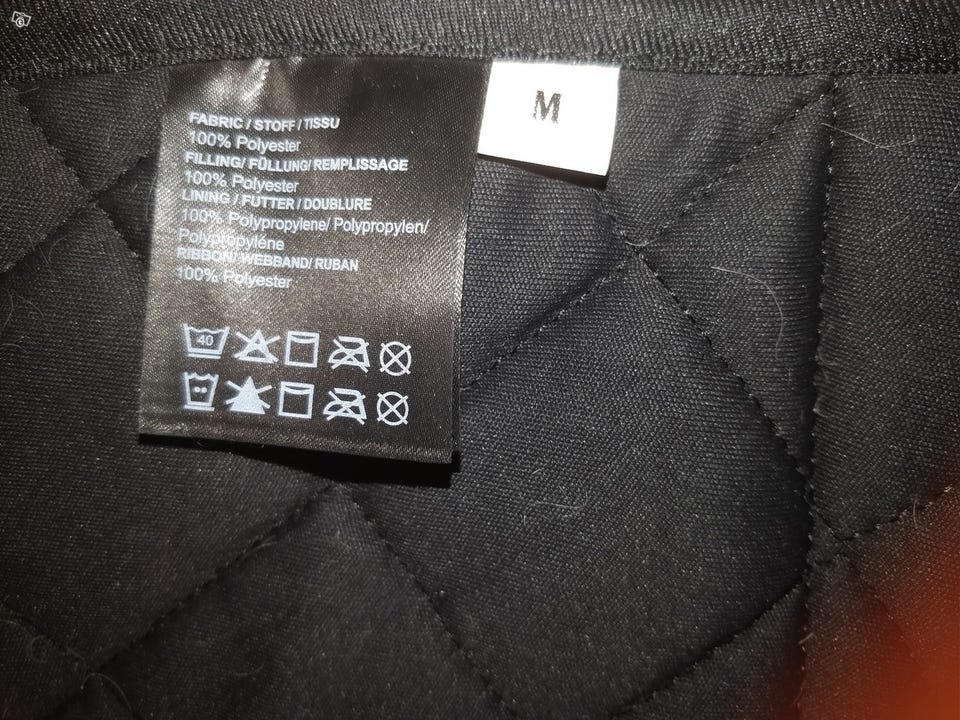 FABRIC / STOFF / TISSU
100% Polyester
FILLING/ FÜLLUNG/ REMPLISSAGE
100% Polyester
LINING / FUTTER / DOUBLURE
100% Polypropylene/ Polypropylen/
Polypropyléne
RIBBON/ WEBBAND/ RUBAN
100% Polyester
40
M